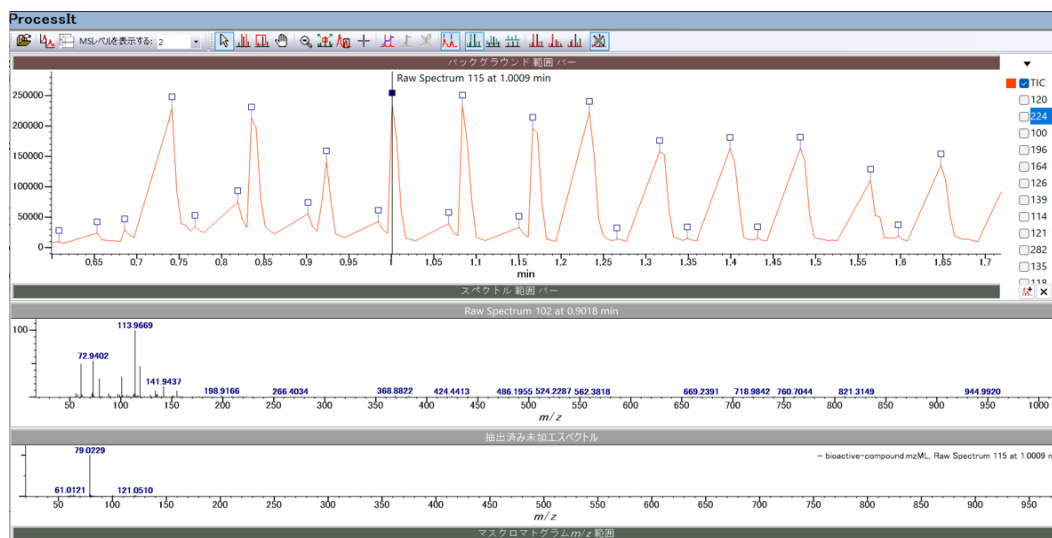 ProcessIt
MSレベルを表示する: 2
バックグラウンド 範囲 バー
Raw Spectrum 115 at 1.0009 min
250000
200000
150000
100000
50000
0
0.65 0.7 0.75 0.8 0.85 0.9 0.95 1 1.05 1.1 1.15 1.2 1.25 1.3 1.35 1.4 1.45 1.5 1.55 1.6 1.65 1.7
min
TIC
120
224
100
196
164
126
139
114
121
282
135
118
スペクトル 範囲 バー
Raw Spectrum 102 at 0.9018 min
100
113.9669
72.9402
141.9437
198.9166
266.4034
368.8822
424.4413
486.1955
524.2287
562.3818
669.2391
718.9842
760.7044
821.3149
944.9920
50 100 150 200 250 300 350 400 450 500 550 600 650 700 750 800 850 900 950 1000
m/z
抽出済み未加工スペクトル
100
79.0229
61.0121
121.0510
– bioactive-compound.mzML, Raw Spectrum 115 at 1.0009 m
50 100 150 200 250 300 350 400 450 500 550 600 650 700 750 800 850 900 950
m/z
マスクロマトグラムm/z 範囲